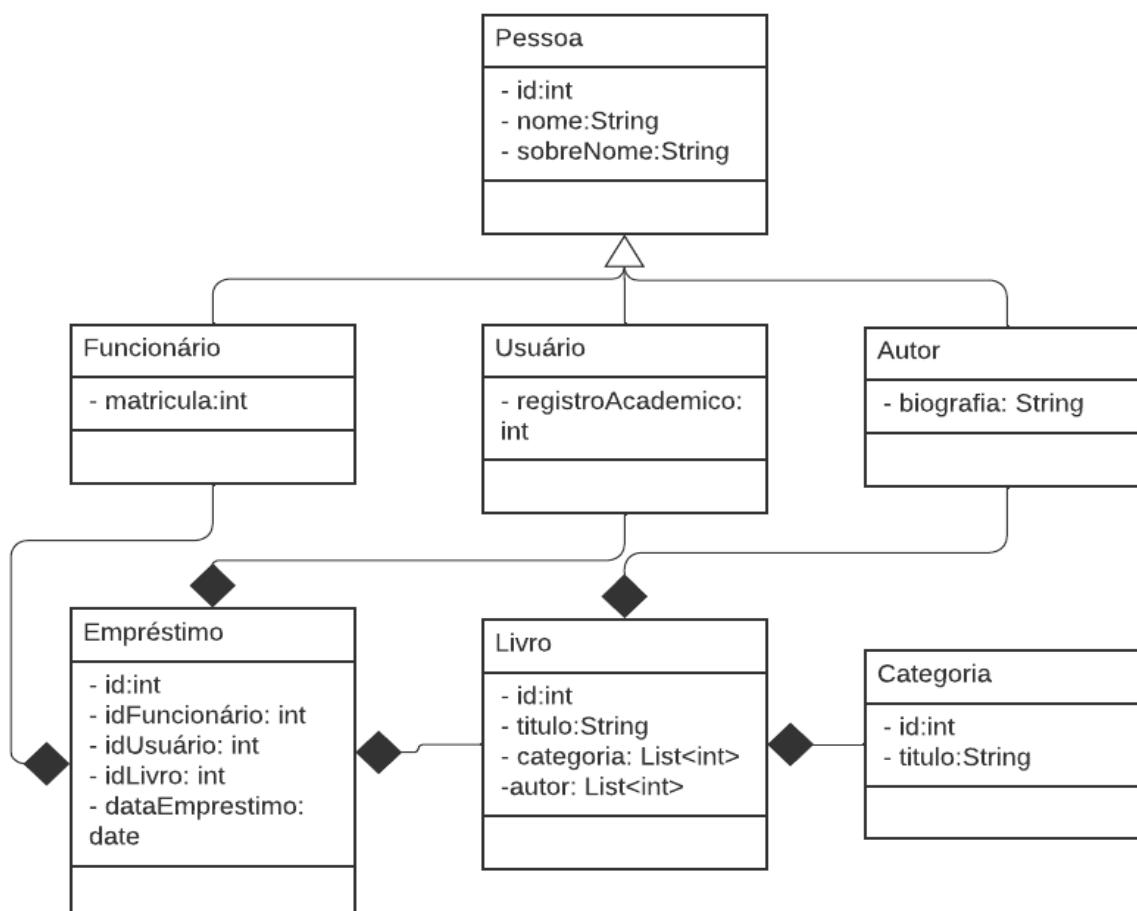 Pessoa
- id:int
- nome:String
- sobreNome:String
Funcionário
- matricula:int
Usuário
- registroAcademico:
int
Autor
- biografia: String
Empréstimo
- id:int
- idFuncionário: int
- idUsuário: int
- idLivro: int
- dataEmprestimo:
date
Livro
- id:int
- titulo:String
- categoria: List<int>
-autor: List<int>
Categoria
- id:int
- titulo:String